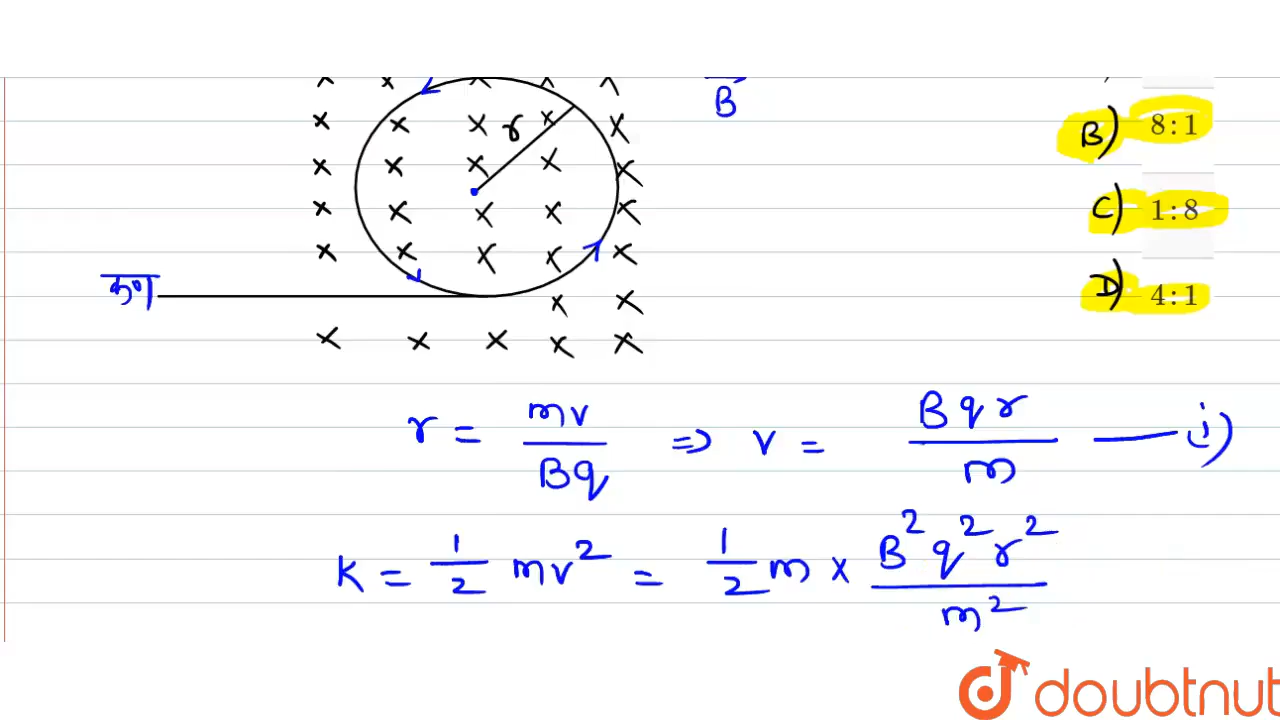 B
r
B) 8 : 1
C) 1 : 8
कण
D) 4 : 1
r = mv / Bq ⇒ v = Bqr / m — (i)
K = 1/2 mv² = 1/2 m × B²q²r² / m²
doubtnut